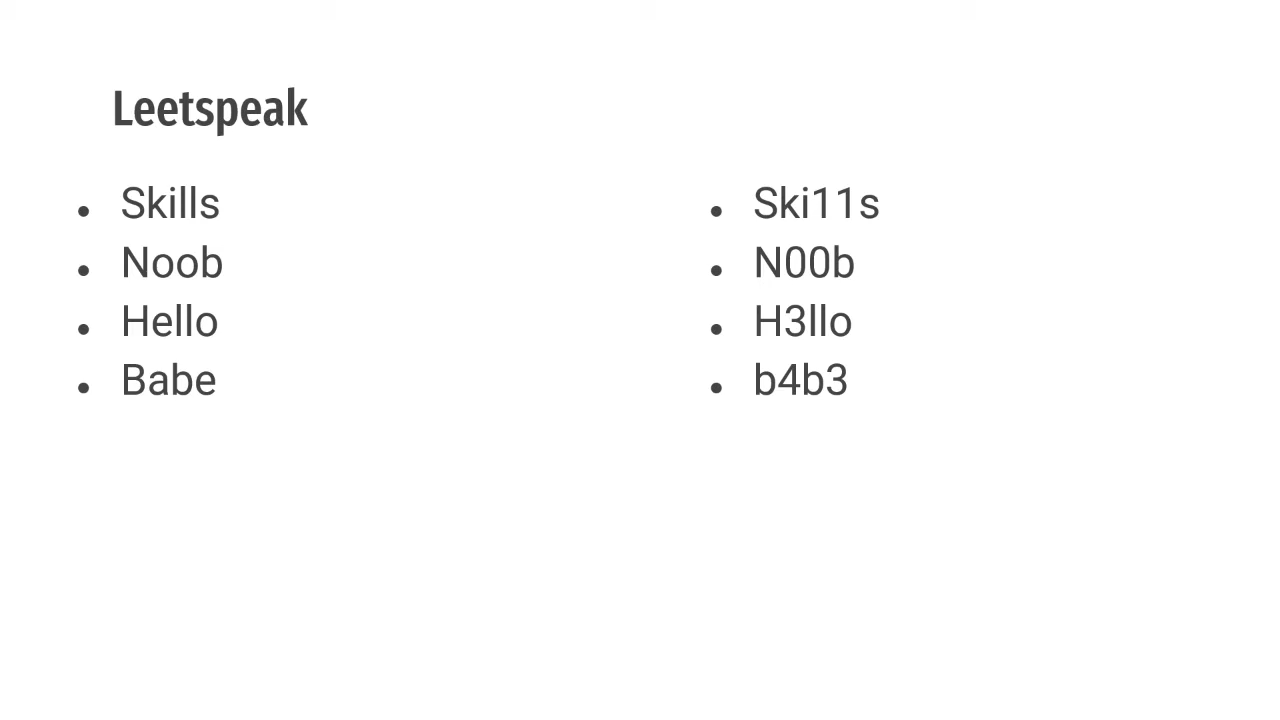 Leetspeak
• Skills
• Noob
• Hello
• Babe
• Ski11s
• N00b
• H3llo
• b4b3